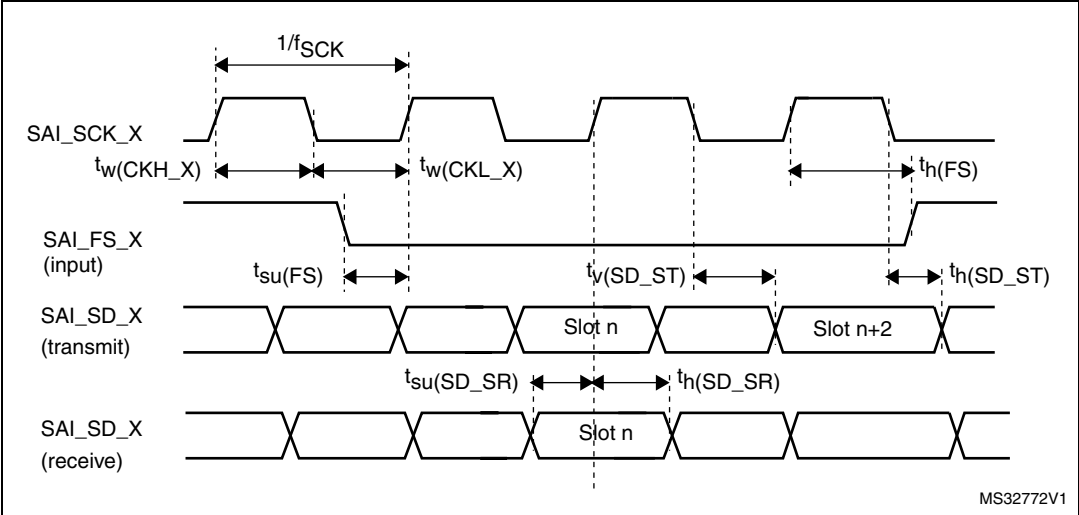 1/fSCK
SAI_SCK_X
tw(CKH_X)
tw(CKL_X)
th(FS)
SAI_FS_X
(input)
tsu(FS)
tv(SD_ST)
th(SD_ST)
SAI_SD_X
(transmit)
Slot n
Slot n+2
tsu(SD_SR)
th(SD_SR)
SAI_SD_X
(receive)
Slot n
MS32772V1